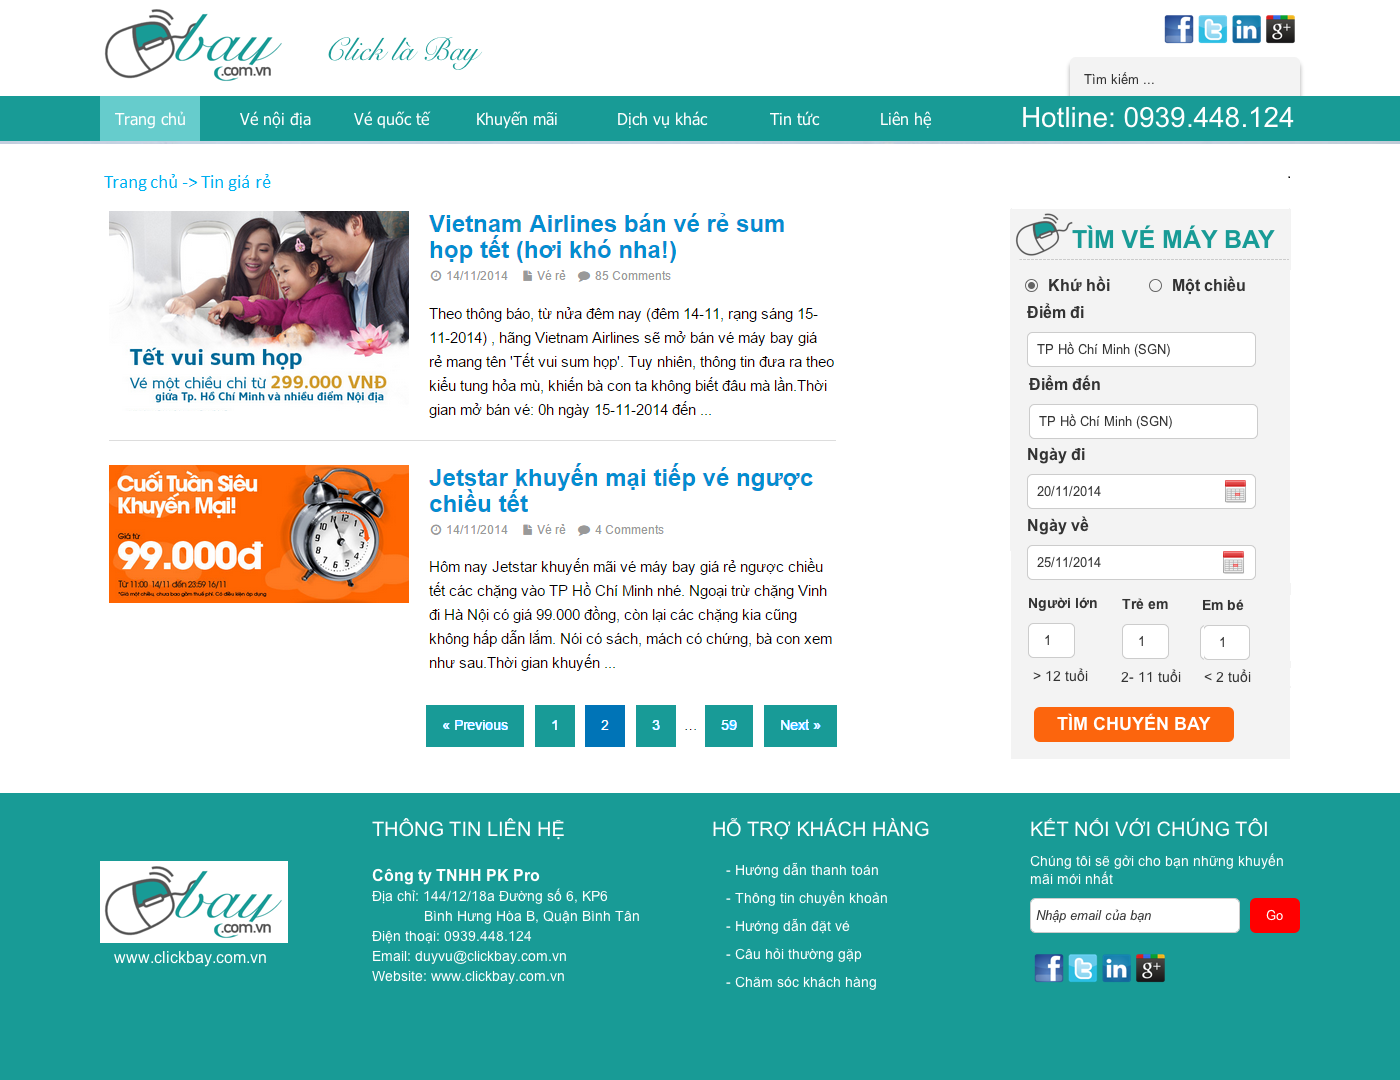 bay
.com.vn
Click là Bay
Tìm kiếm ...
Trang chủ
Vé nội địa
Vé quốc tế
Khuyến mãi
Dịch vụ khác
Tin tức
Liên hệ
Hotline: 0939.448.124
Trang chủ -> Tin giá rẻ
.
Vietnam Airlines bán vé rẻ sum
họp tết (hơi khó nha!)
14/11/2014 Vé rẻ 85 Comments
Theo thông báo, từ nửa đêm nay (đêm 14-11, rạng sáng 15-
11-2014) , hãng Vietnam Airlines sẽ mở bán vé máy bay giá
rẻ mang tên 'Tết vui sum họp'. Tuy nhiên, thông tin đưa ra theo
kiểu tung hỏa mù, khiến bà con ta không biết đâu mà lần.Thời
gian mở bán vé: 0h ngày 15-11-2014 đến ...
Tết vui sum họp
Vé một chiều chỉ từ 299.000 VNĐ
giữa Tp. Hồ Chí Minh và nhiều điểm Nội địa
Cuối Tuần Siêu
Khuyến Mại!
Giá từ
99.000đ
Từ 11:00 14/11 đến 23:59 16/11
*Giá một chiều, chưa bao gồm thuế phí. Có điều kiện áp dụng
Jetstar khuyến mại tiếp vé ngược
chiều tết
14/11/2014 Vé rẻ 4 Comments
Hôm nay Jetstar khuyến mãi vé máy bay giá rẻ ngược chiều
tết các chặng vào TP Hồ Chí Minh nhé. Ngoại trừ chặng Vinh
đi Hà Nội có giá 99.000 đồng, còn lại các chặng kia cũng
không hấp dẫn lắm. Nói có sách, mách có chứng, bà con xem
như sau.Thời gian khuyến ...
« Previous 1 2 3 ... 59 Next »
TÌM VÉ MÁY BAY
Khứ hồi Một chiều
Điểm đi
TP Hồ Chí Minh (SGN)
Điểm đến
TP Hồ Chí Minh (SGN)
Ngày đi
20/11/2014
Ngày về
25/11/2014
Người lớn Trẻ em Em bé
1 1 1
> 12 tuổi 2- 11 tuổi < 2 tuổi
TÌM CHUYẾN BAY
bay
.com.vn
www.clickbay.com.vn
THÔNG TIN LIÊN HỆ
Công ty TNHH PK Pro
Địa chỉ: 144/12/18a Đường số 6, KP6
Bình Hưng Hòa B, Quận Bình Tân
Điện thoại: 0939.448.124
Email: duyvu@clickbay.com.vn
Website: www.clickbay.com.vn
HỖ TRỢ KHÁCH HÀNG
- Hướng dẫn thanh toán
- Thông tin chuyển khoản
- Hướng dẫn đặt vé
- Câu hỏi thường gặp
- Chăm sóc khách hàng
KẾT NỐI VỚI CHÚNG TÔI
Chúng tôi sẽ gởi cho bạn những khuyến
mãi mới nhất
Nhập email của bạn
Go